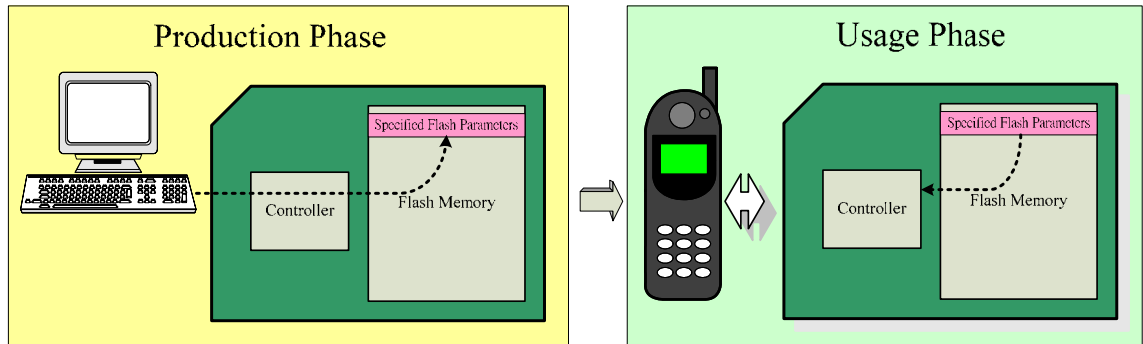 Production Phase
Specified Flash Parameters
Controller
Flash Memory
Usage Phase
Specified Flash Parameters
Controller
Flash Memory